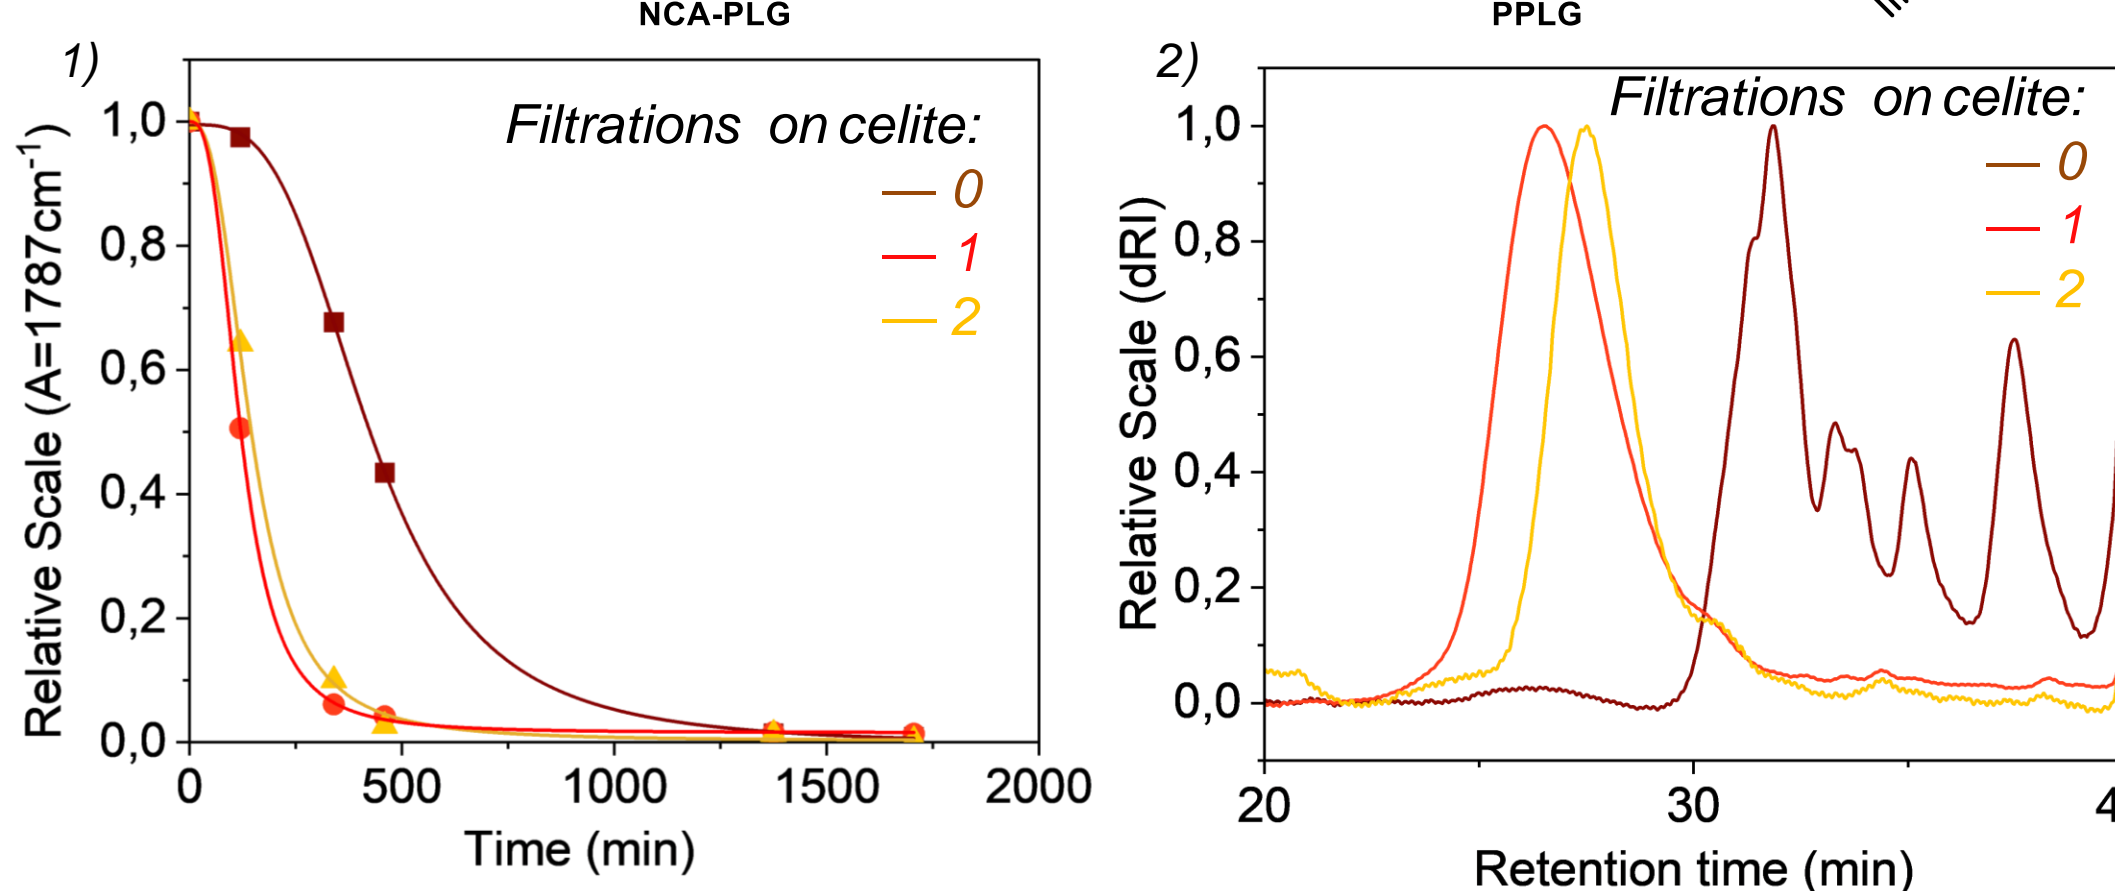 NCA-PLG
PPLG
1)
Filtrations on celite:
0
1
2
1,0
0,8
0,6
0,4
0,2
0,0
0 500 1000 1500 2000
Time (min)
Relative Scale (A=1787cm⁻¹)
2)
Filtrations on celite:
0
1
2
1,0
0,8
0,6
0,4
0,2
0,0
20 30 4
Retention time (min)
Relative Scale (dRI)